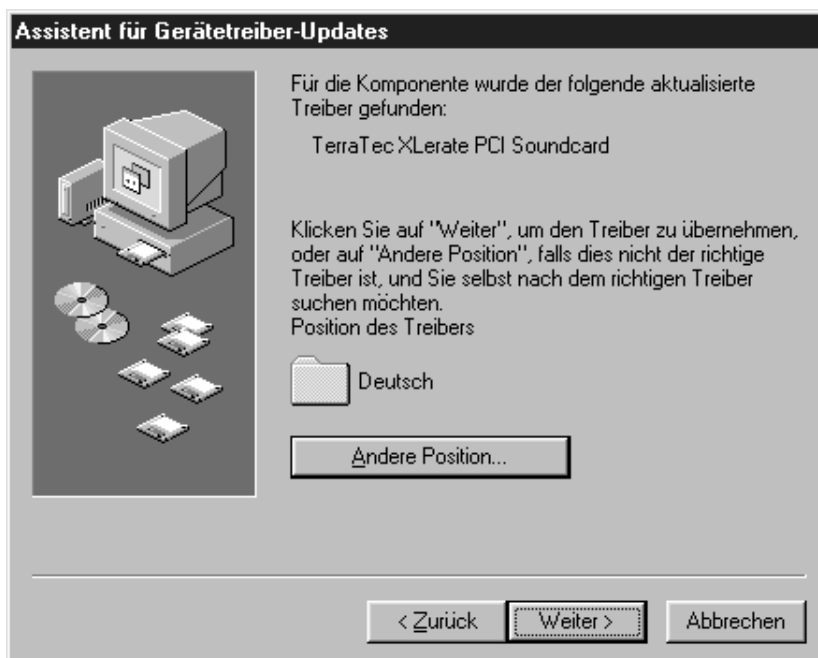 Assistent für Gerätetreiber-Updates
Für die Komponente wurde der folgende aktualisierte
Treiber gefunden:
TerraTec XLerate PCI Soundcard
Klicken Sie auf "Weiter", um den Treiber zu übernehmen,
oder auf "Andere Position", falls dies nicht der richtige
Treiber ist, und Sie selbst nach dem richtigen Treiber
suchen möchten.
Position des Treibers
Deutsch
Andere Position...
< Zurück Weiter > Abbrechen